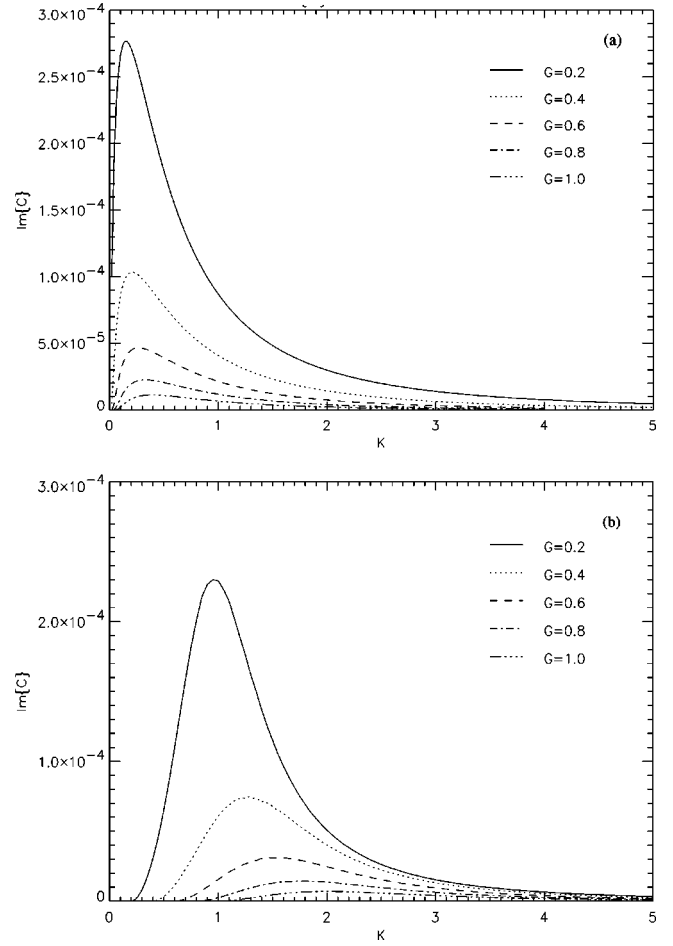 3.0×10⁻⁴
(a)
G=0.2
2.5×10⁻⁴
G=0.4
G=0.6
2.0×10⁻⁴
G=0.8
G=1.0
Im{C}
1.5×10⁻⁴
1.0×10⁻⁴
5.0×10⁻⁵
0
0 1 2 3 4 5
K
3.0×10⁻⁴
(b)
G=0.2
G=0.4
G=0.6
2.0×10⁻⁴
G=0.8
G=1.0
Im{C}
1.0×10⁻⁴
0
0 1 2 3 4 5
K